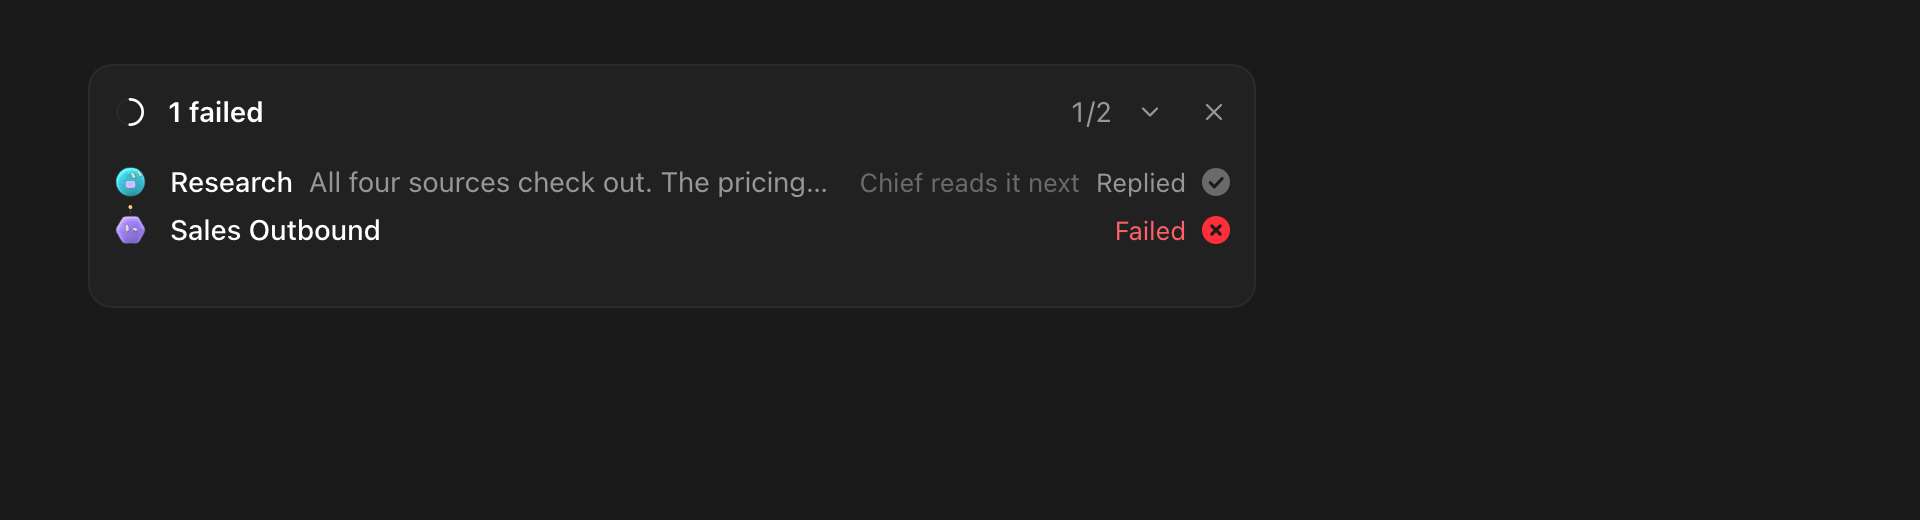 1 failed 1/2
Research All four sources check out. The pricing... Chief reads it next Replied
Sales Outbound Failed